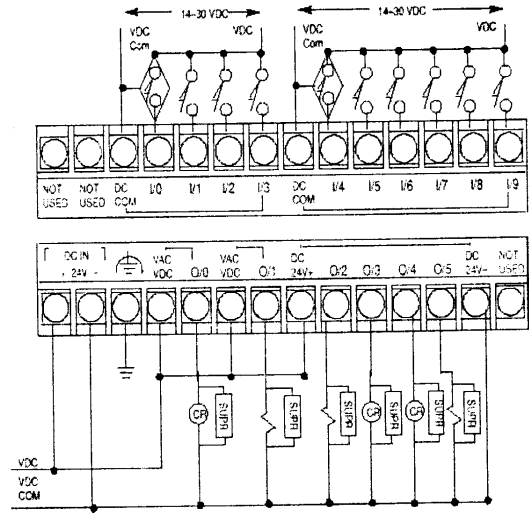 14–30 VDC
14–30 VDC
VDC
Com
VDC
VDC
Com
VDC
NOT
USED
NOT
USED
DC
COM
I/0
I/1
I/2
I/3
DC
COM
I/4
I/5
I/6
I/7
I/8
I/9
DC IN
+ 24V -
COM
VAC
VDC
O/0
VAC
VDC
O/1
DC
24V+
O/2
O/3
O/4
O/5
DC
24V-
NOT
USED
CR
SUPR
SUPR
SUPR
CR
SUPR
CR
SUPR
SUPR
VDC
VDC
COM